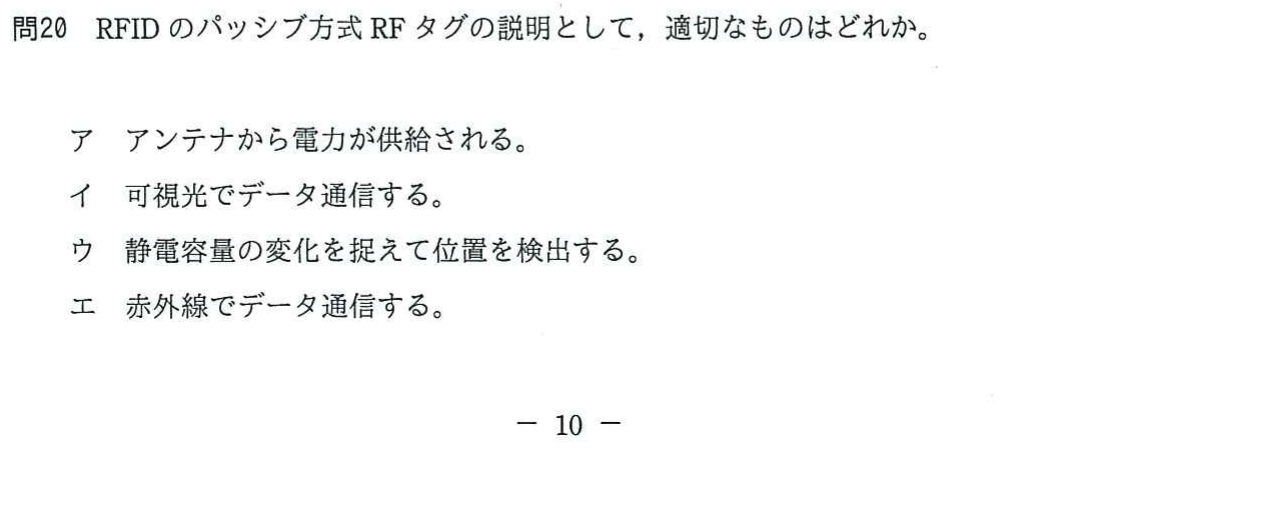 問20 RFID のパッシブ方式 RF タグの説明として，適切なものはどれか。
ア アンテナから電力が供給される。
イ 可視光でデータ通信する。
ウ 静電容量の変化を捉えて位置を検出する。
エ 赤外線でデータ通信する。
－ 10 －